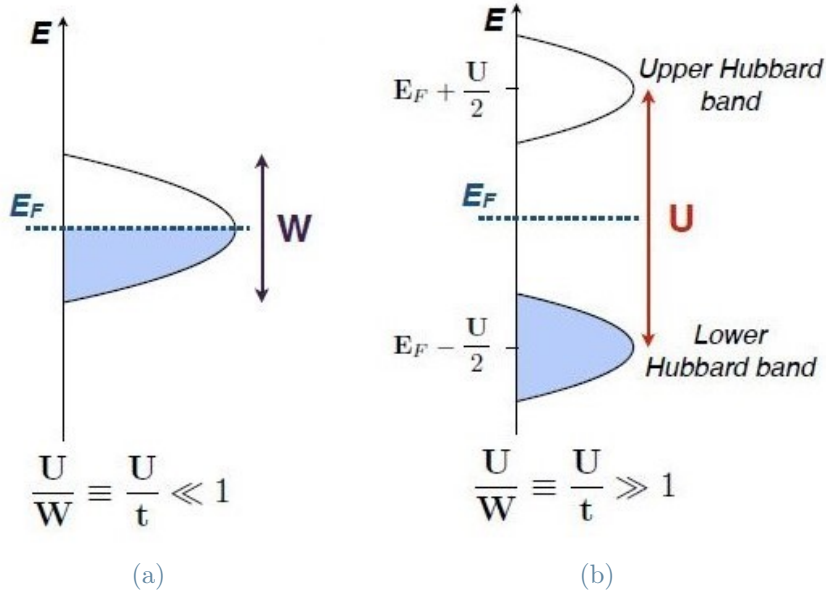 E
E_F
W
U/W ≡ U/t ≪ 1
(a)
E
E_F + U/2
Upper Hubbard
band
E_F
U
E_F − U/2
Lower
Hubbard band
U/W ≡ U/t ≫ 1
(b)